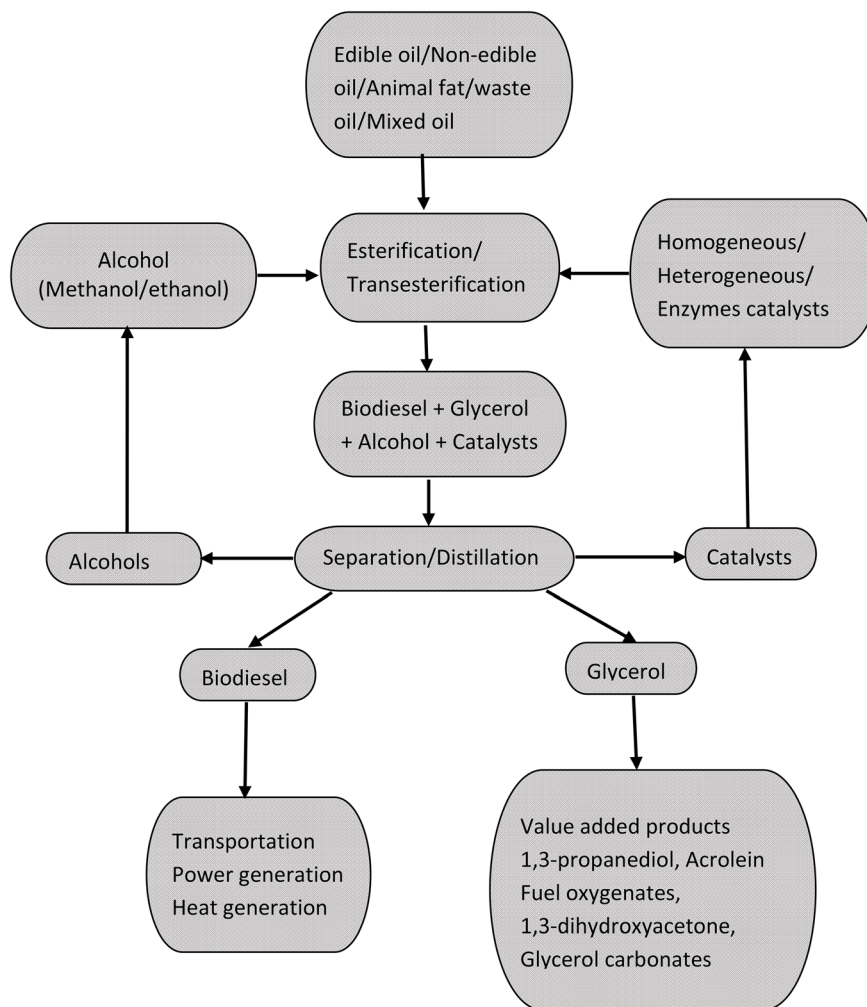 Edible oil/Non-edible
oil/Animal fat/waste
oil/Mixed oil
Alcohol
(Methanol/ethanol)
Esterification/
Transesterification
Homogeneous/
Heterogeneous/
Enzymes catalysts
Biodiesel + Glycerol
+ Alcohol + Catalysts
Alcohols
Separation/Distillation
Catalysts
Biodiesel
Glycerol
Transportation
Power generation
Heat generation
Value added products
1,3-propanediol, Acrolein
Fuel oxygenates,
1,3-dihydroxyacetone,
Glycerol carbonates